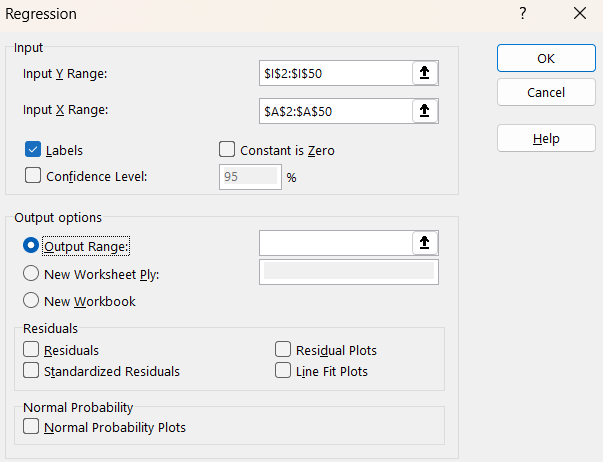 Regression ? ×
Input
OK
Input Y Range: $I$2:$I$50
Cancel
Input X Range: $A$2:$A$50
Help
Labels Constant is Zero
Confidence Level: 95 %
Output options
Output Range:
New Worksheet Ply:
New Workbook
Residuals
Residuals Residual Plots
Standardized Residuals Line Fit Plots
Normal Probability
Normal Probability Plots